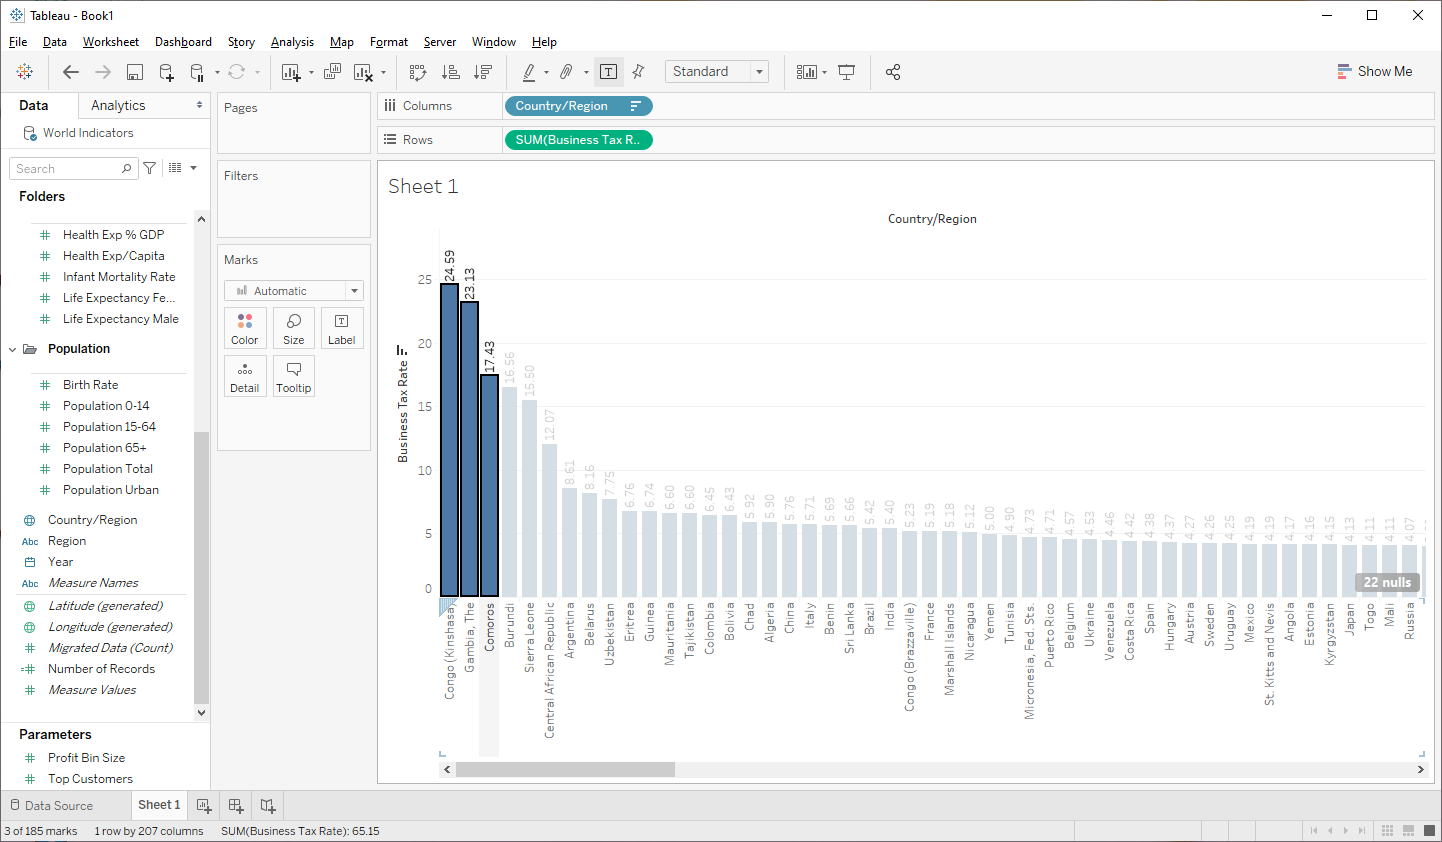 Tableau - Book1
File Data Worksheet Dashboard Story Analysis Map Format Server Window Help
Standard
Show Me
Data
Analytics
World Indicators
Search
Folders
Health Exp % GDP
Health Exp/Capita
Infant Mortality Rate
Life Expectancy Fe...
Life Expectancy Male
Population
Birth Rate
Population 0-14
Population 15-64
Population 65+
Population Total
Population Urban
Country/Region
Abc Region
Year
Abc Measure Names
Latitude (generated)
Longitude (generated)
Migrated Data (Count)
Number of Records
Measure Values
Parameters
Profit Bin Size
Top Customers
Pages
Filters
Marks
Automatic
Color
Size
Label
Detail
Tooltip
Columns
Country/Region
Rows
SUM(Business Tax R..
Sheet 1
Country/Region
Business Tax Rate
25
20
15
10
5
0
24.59
23.13
17.43
16.56
15.50
12.07
8.61
8.16
7.75
6.76
6.74
6.60
6.60
6.45
6.43
5.92
5.90
5.76
5.71
5.69
5.66
5.42
5.40
5.23
5.19
5.18
5.12
5.00
4.90
4.73
4.71
4.57
4.53
4.46
4.42
4.38
4.37
4.27
4.26
4.25
4.19
4.19
4.17
4.16
4.15
4.13
4.11
4.11
4.07
22 nulls
Congo (Kinshasa)
Gambia, The
Comoros
Burundi
Sierra Leone
Central African Republic
Argentina
Belarus
Uzbekistan
Eritrea
Guinea
Mauritania
Tajikistan
Colombia
Bolivia
Chad
Algeria
China
Italy
Benin
Sri Lanka
Brazil
India
Congo (Brazzaville)
France
Marshall Islands
Nicaragua
Yemen
Tunisia
Micronesia, Fed. Sts.
Puerto Rico
Belgium
Ukraine
Venezuela
Costa Rica
Spain
Hungary
Austria
Sweden
Uruguay
Mexico
St. Kitts and Nevis
Angola
Estonia
Kyrgyzstan
Japan
Togo
Mali
Russia
Data Source
Sheet 1
3 of 185 marks
1 row by 207 columns
SUM(Business Tax Rate): 65.15